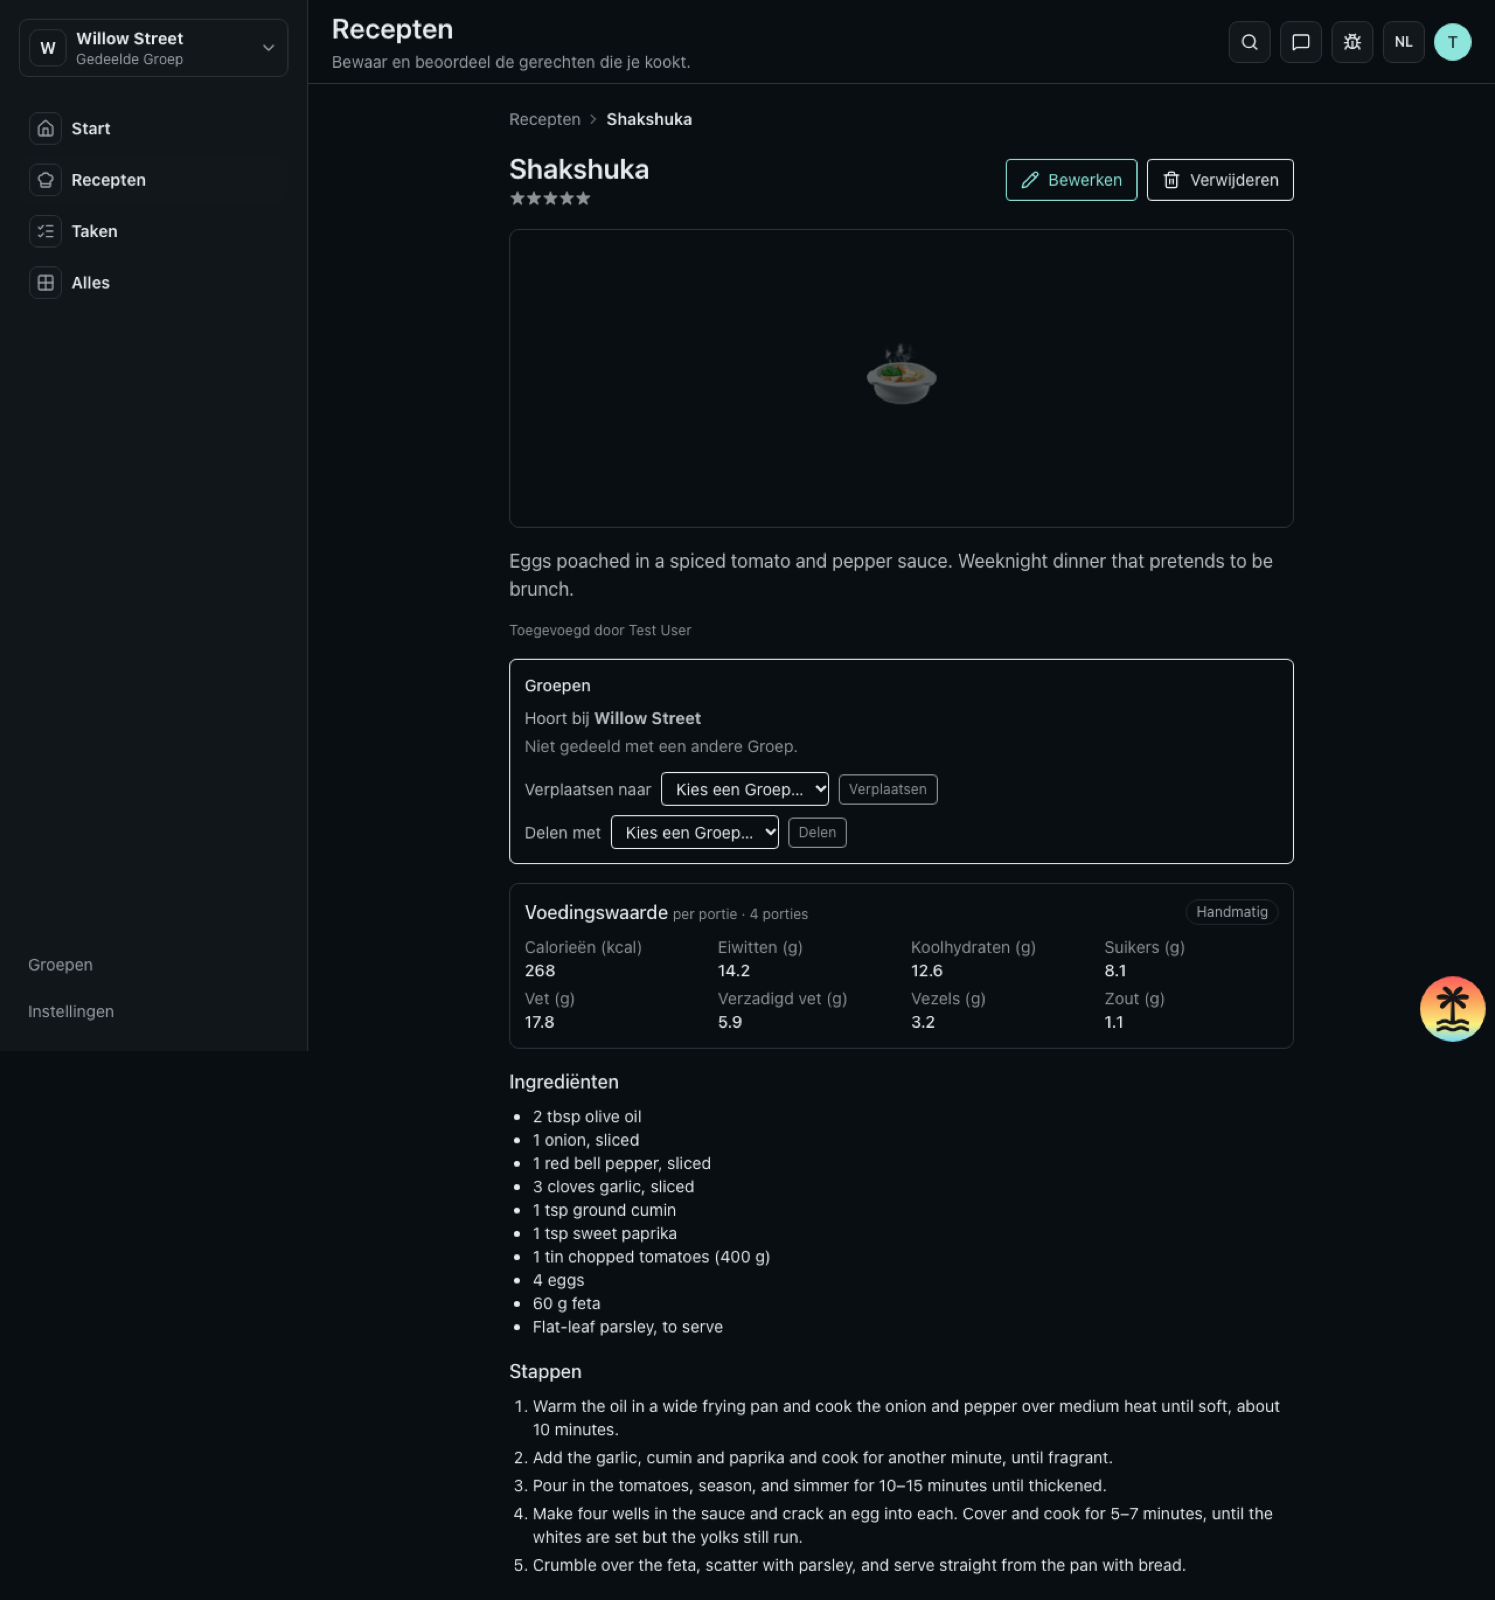 W
Willow Street
Gedeelde Groep
Start
Recepten
Taken
Alles
Groepen
Instellingen
Recepten
Bewaar en beoordeel de gerechten die je kookt.
NL
T
Recepten > Shakshuka
Shakshuka
★★★★★
Bewerken
Verwijderen
Eggs poached in a spiced tomato and pepper sauce. Weeknight dinner that pretends to be
brunch.
Toegevoegd door Test User
Groepen
Hoort bij Willow Street
Niet gedeeld met een andere Groep.
Verplaatsen naar Kies een Groep... Verplaatsen
Delen met Kies een Groep... Delen
Voedingswaarde per portie · 4 porties Handmatig
Calorieën (kcal) Eiwitten (g) Koolhydraten (g) Suikers (g)
268 14.2 12.6 8.1
Vet (g) Verzadigd vet (g) Vezels (g) Zout (g)
17.8 5.9 3.2 1.1
Ingrediënten
• 2 tbsp olive oil
• 1 onion, sliced
• 1 red bell pepper, sliced
• 3 cloves garlic, sliced
• 1 tsp ground cumin
• 1 tsp sweet paprika
• 1 tin chopped tomatoes (400 g)
• 4 eggs
• 60 g feta
• Flat-leaf parsley, to serve
Stappen
1. Warm the oil in a wide frying pan and cook the onion and pepper over medium heat until soft, about
10 minutes.
2. Add the garlic, cumin and paprika and cook for another minute, until fragrant.
3. Pour in the tomatoes, season, and simmer for 10–15 minutes until thickened.
4. Make four wells in the sauce and crack an egg into each. Cover and cook for 5–7 minutes, until the
whites are set but the yolks still run.
5. Crumble over the feta, scatter with parsley, and serve straight from the pan with bread.